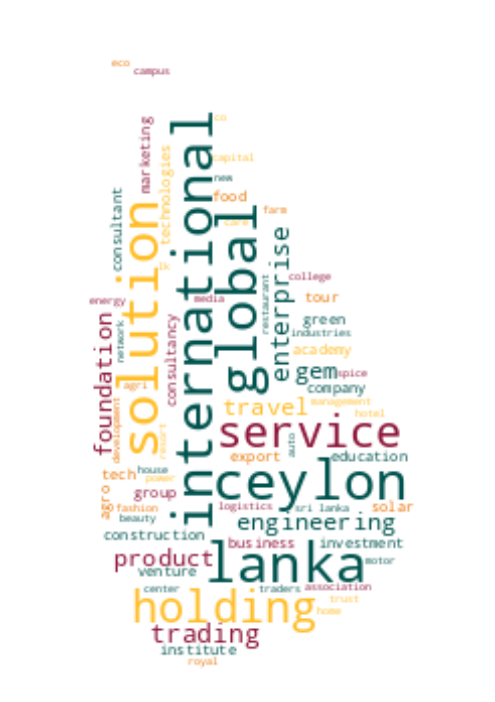 eco
campus
co
marketing
capital
technologies
international
new
consultant
food
care
farm
solution
global
enterprise
lk
college
restaurant
energy
media
tour
foundation
network
consultancy
green
industries
academy
gem
spice
agri
company
travel
management
development
hotel
resort
service
auto
export
education
tech
house
power
ceylon
agro
group
fashion
logistics
sri lanka
solar
beauty
engineering
construction
business
investment
product
lanka
motor
venture
center
traders
association
holding
trust
home
trading
institute
royal